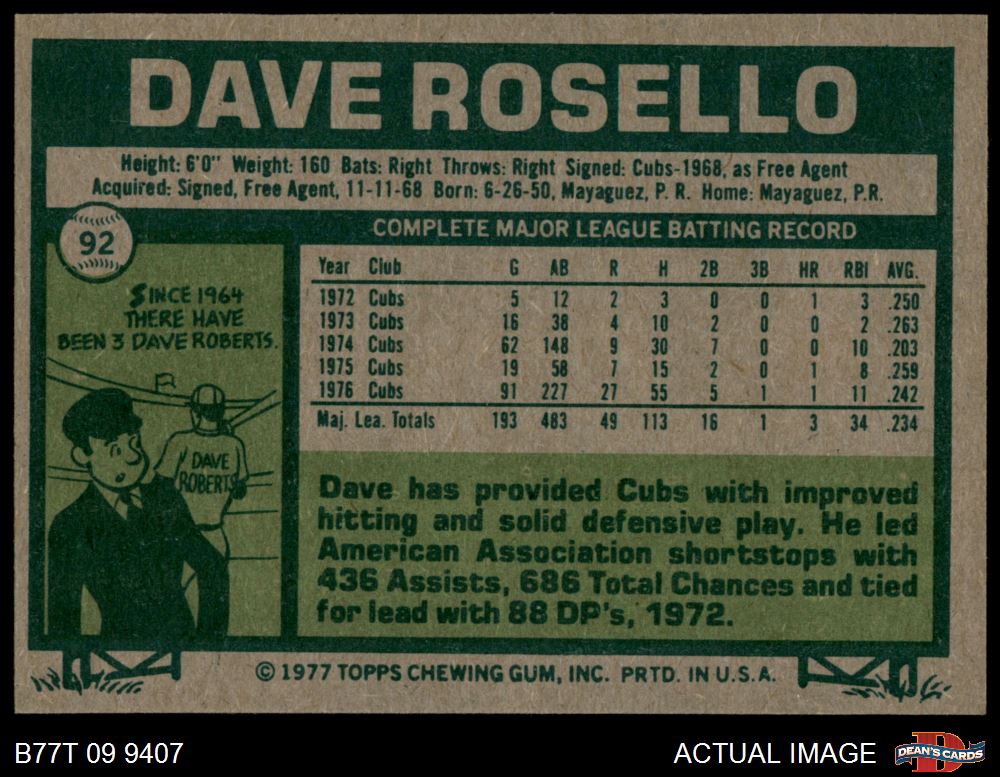 DAVE ROSELLO
Height: 6'0" Weight: 160 Bats: Right Throws: Right Signed: Cubs-1968, as Free Agent
Acquired: Signed, Free Agent, 11-11-68 Born: 6-26-50, Mayaguez, P. R. Home: Mayaguez, P.R.
92
SINCE 1964
THERE HAVE
BEEN 3 DAVE ROBERTS.
DAVE
ROBERTS
COMPLETE MAJOR LEAGUE BATTING RECORD
Year Club G AB R H 2B 3B HR RBI AVG.
1972 Cubs 5 12 2 3 0 0 1 3 .250
1973 Cubs 16 38 4 10 2 0 0 2 .263
1974 Cubs 62 148 9 30 7 0 0 10 .203
1975 Cubs 19 58 7 15 2 0 1 8 .259
1976 Cubs 91 227 27 55 5 1 1 11 .242
Maj. Lea. Totals 193 483 49 113 16 1 3 34 .234
Dave has provided Cubs with improved
hitting and solid defensive play. He led
American Association shortstops with
436 Assists, 686 Total Chances and tied
for lead with 88 DP's, 1972.
© 1977 TOPPS CHEWING GUM, INC. PRTD. IN U.S.A.
B77T 09 9407
ACTUAL IMAGE
D
DEAN'S CARDS